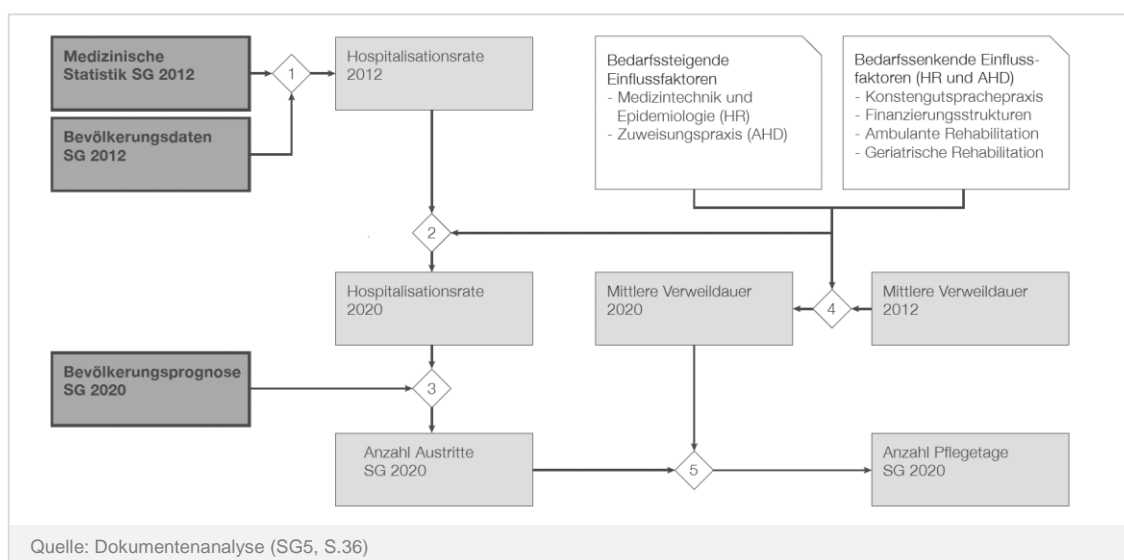 Medizinische
Statistik SG 2012
1
Hospitalisationsrate
2012
Bevölkerungsdaten
SG 2012
Bedarfssteigende
Einflussfaktoren
- Medizintechnik und
Epidemiologie (HR)
- Zuweisungspraxis (AHD)
Bedarfssenkende Einfluss-
faktoren (HR und AHD)
- Konstengutsprachepraxis
- Finanzierungsstrukturen
- Ambulante Rehabilitation
- Geriatrische Rehabilitation
2
Hospitalisationsrate
2020
Mittlere Verweildauer
2020
4
Mittlere Verweildauer
2012
Bevölkerungsprognose
SG 2020
3
Anzahl Austritte
SG 2020
5
Anzahl Pflegetage
SG 2020
Quelle: Dokumentenanalyse (SG5, S.36)